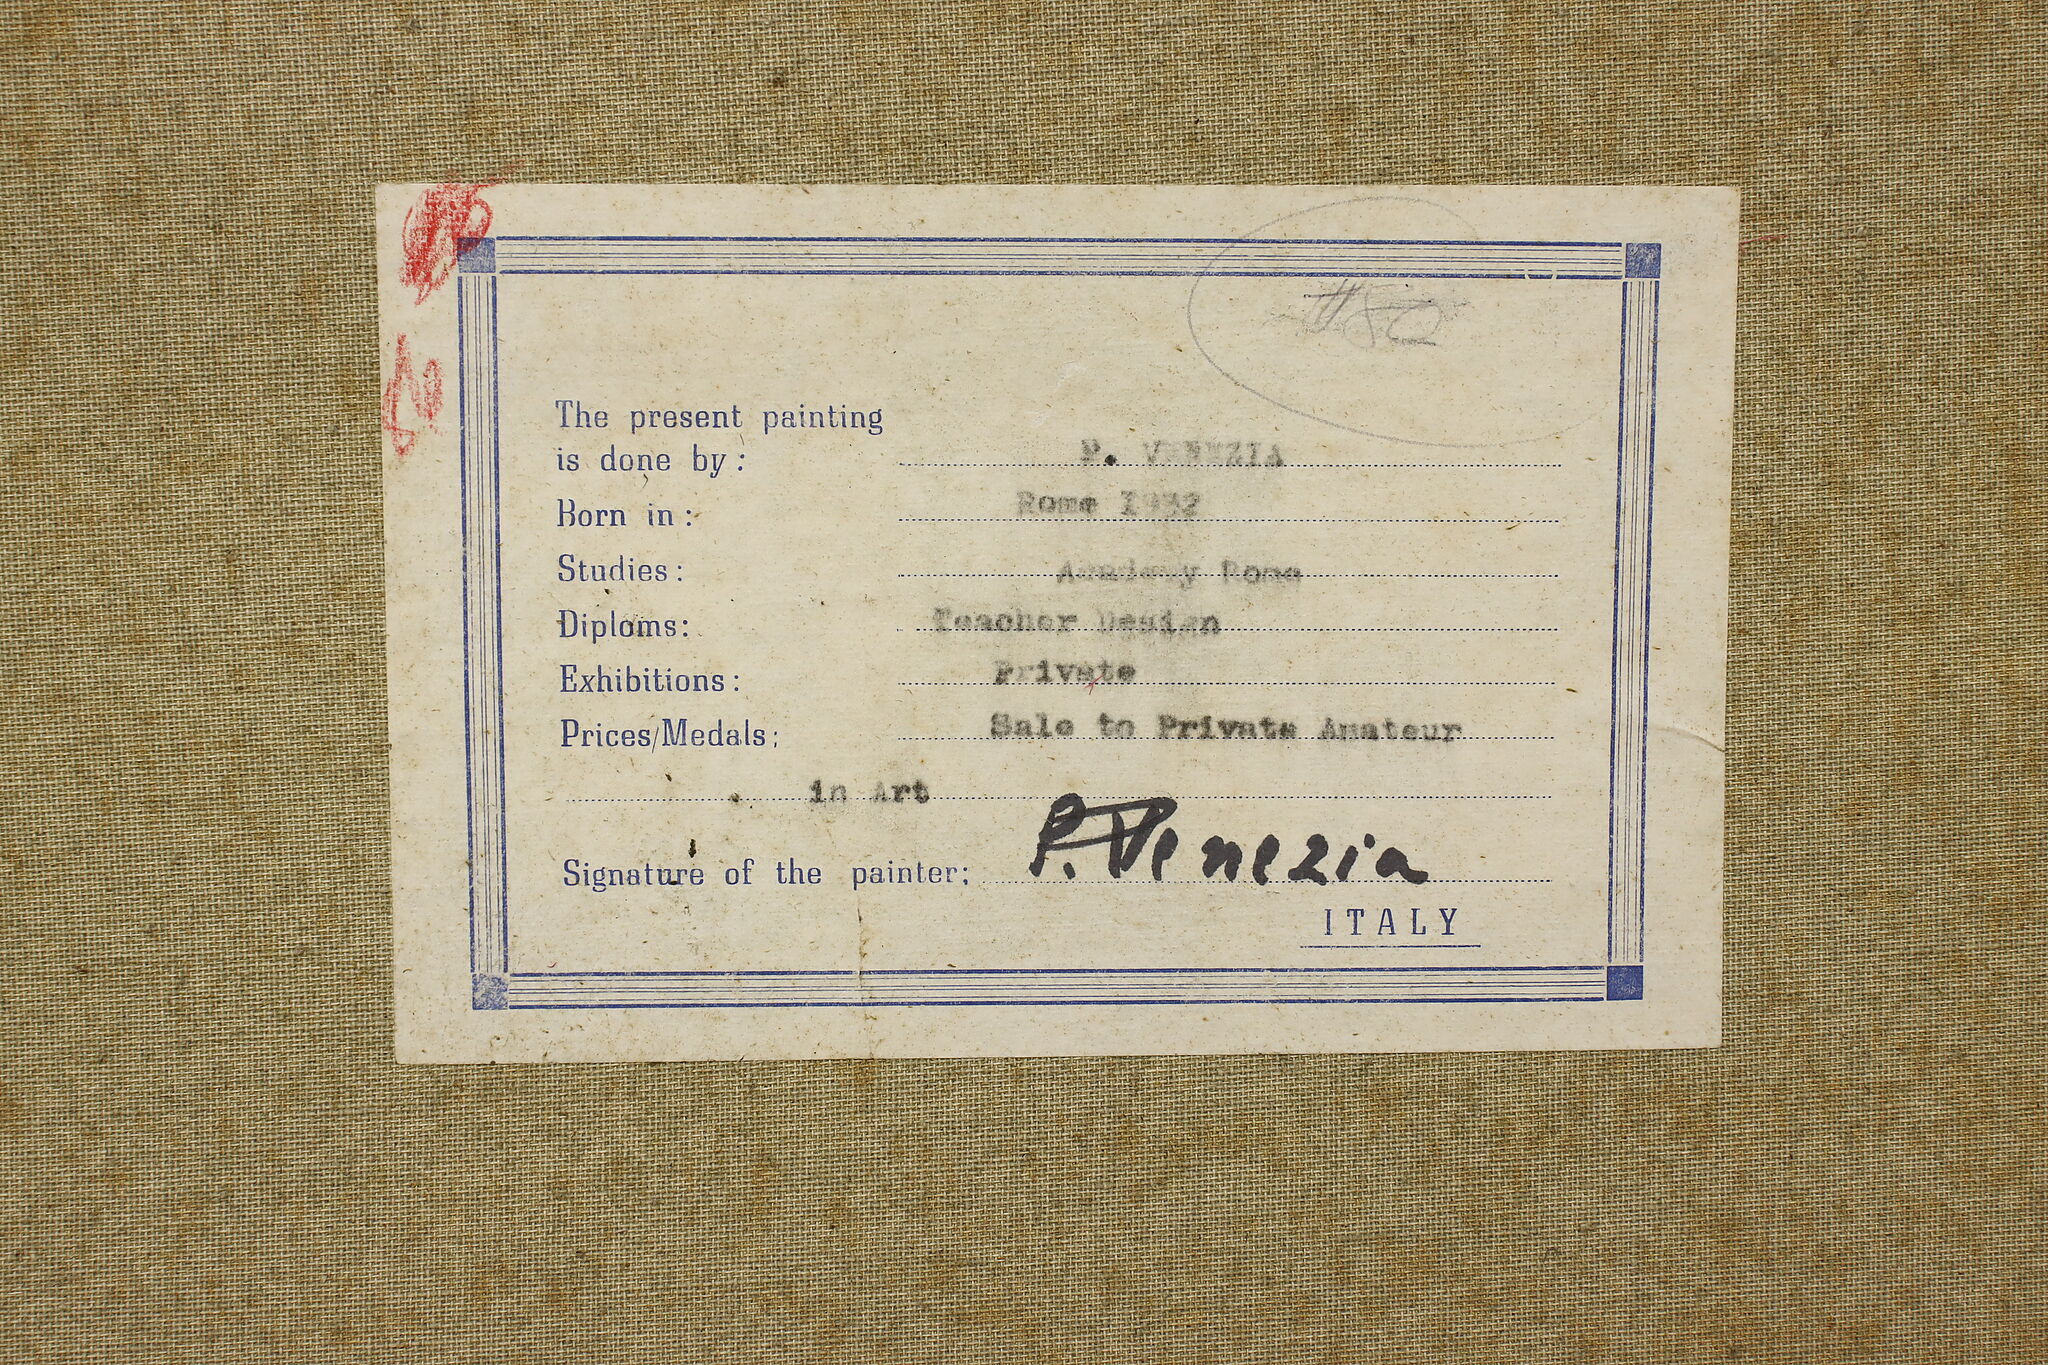 #80
The present painting
is done by: P. VENEZIA
Born in: Rome 1932
Studies: Academy Rome
Diploms: Teacher Design
Exhibitions: Private
Prices/Medals; Sale to Private Amateur
. in Art
Signature of the painter; P. Venezia
ITALY